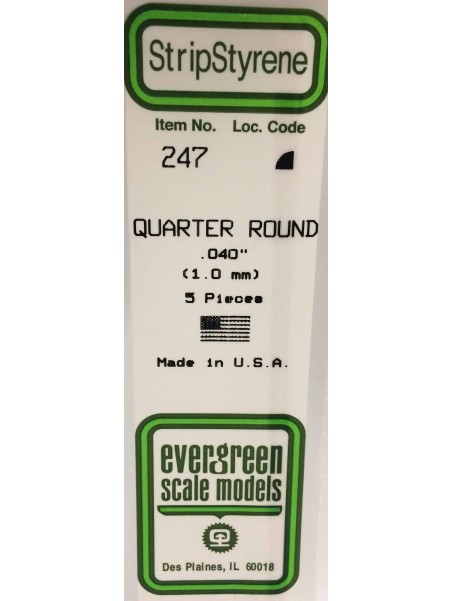 StripStyrene
Item No. Loc. Code
247
QUARTER ROUND
.040"
(1.0 mm)
5 Pieces
Made in U.S.A.
evergreen
scale models
Des Plaines, IL 60018